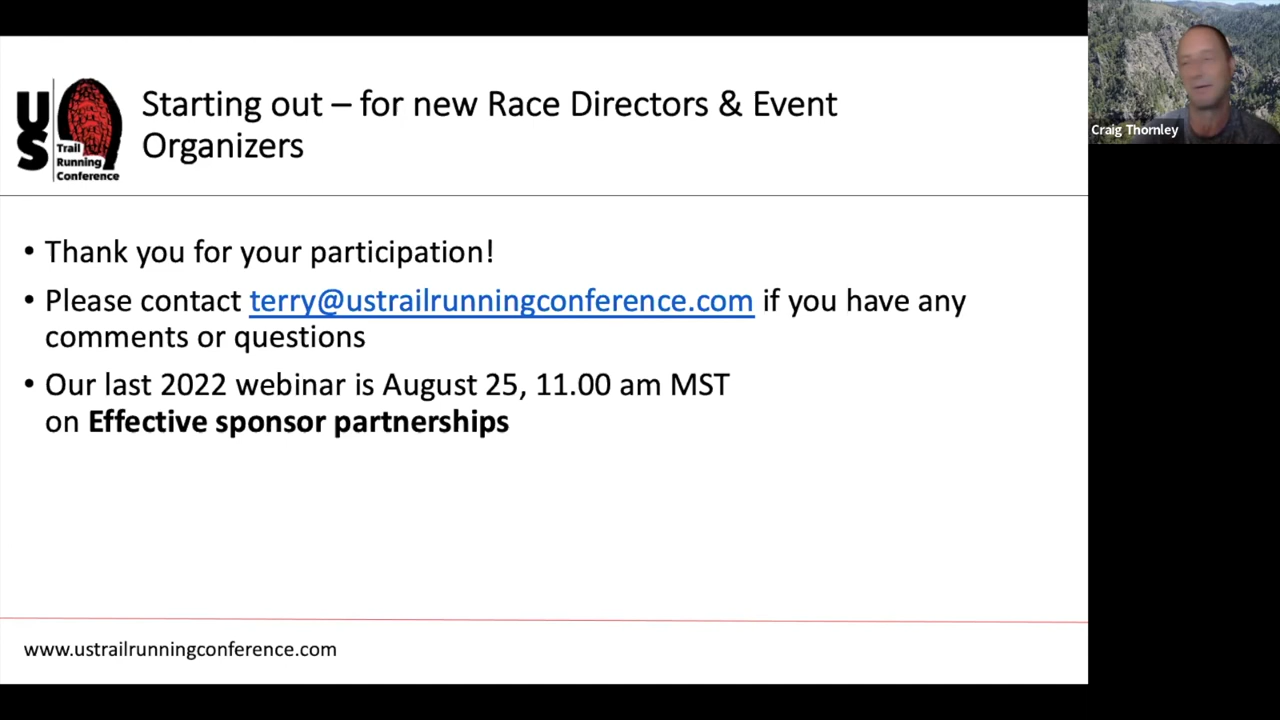 US
Trail
Running
Conference
Starting out – for new Race Directors & Event
Organizers
Craig Thornley
• Thank you for your participation!
• Please contact terry@ustrailrunningconference.com if you have any
comments or questions
• Our last 2022 webinar is August 25, 11.00 am MST
on Effective sponsor partnerships
www.ustrailrunningconference.com